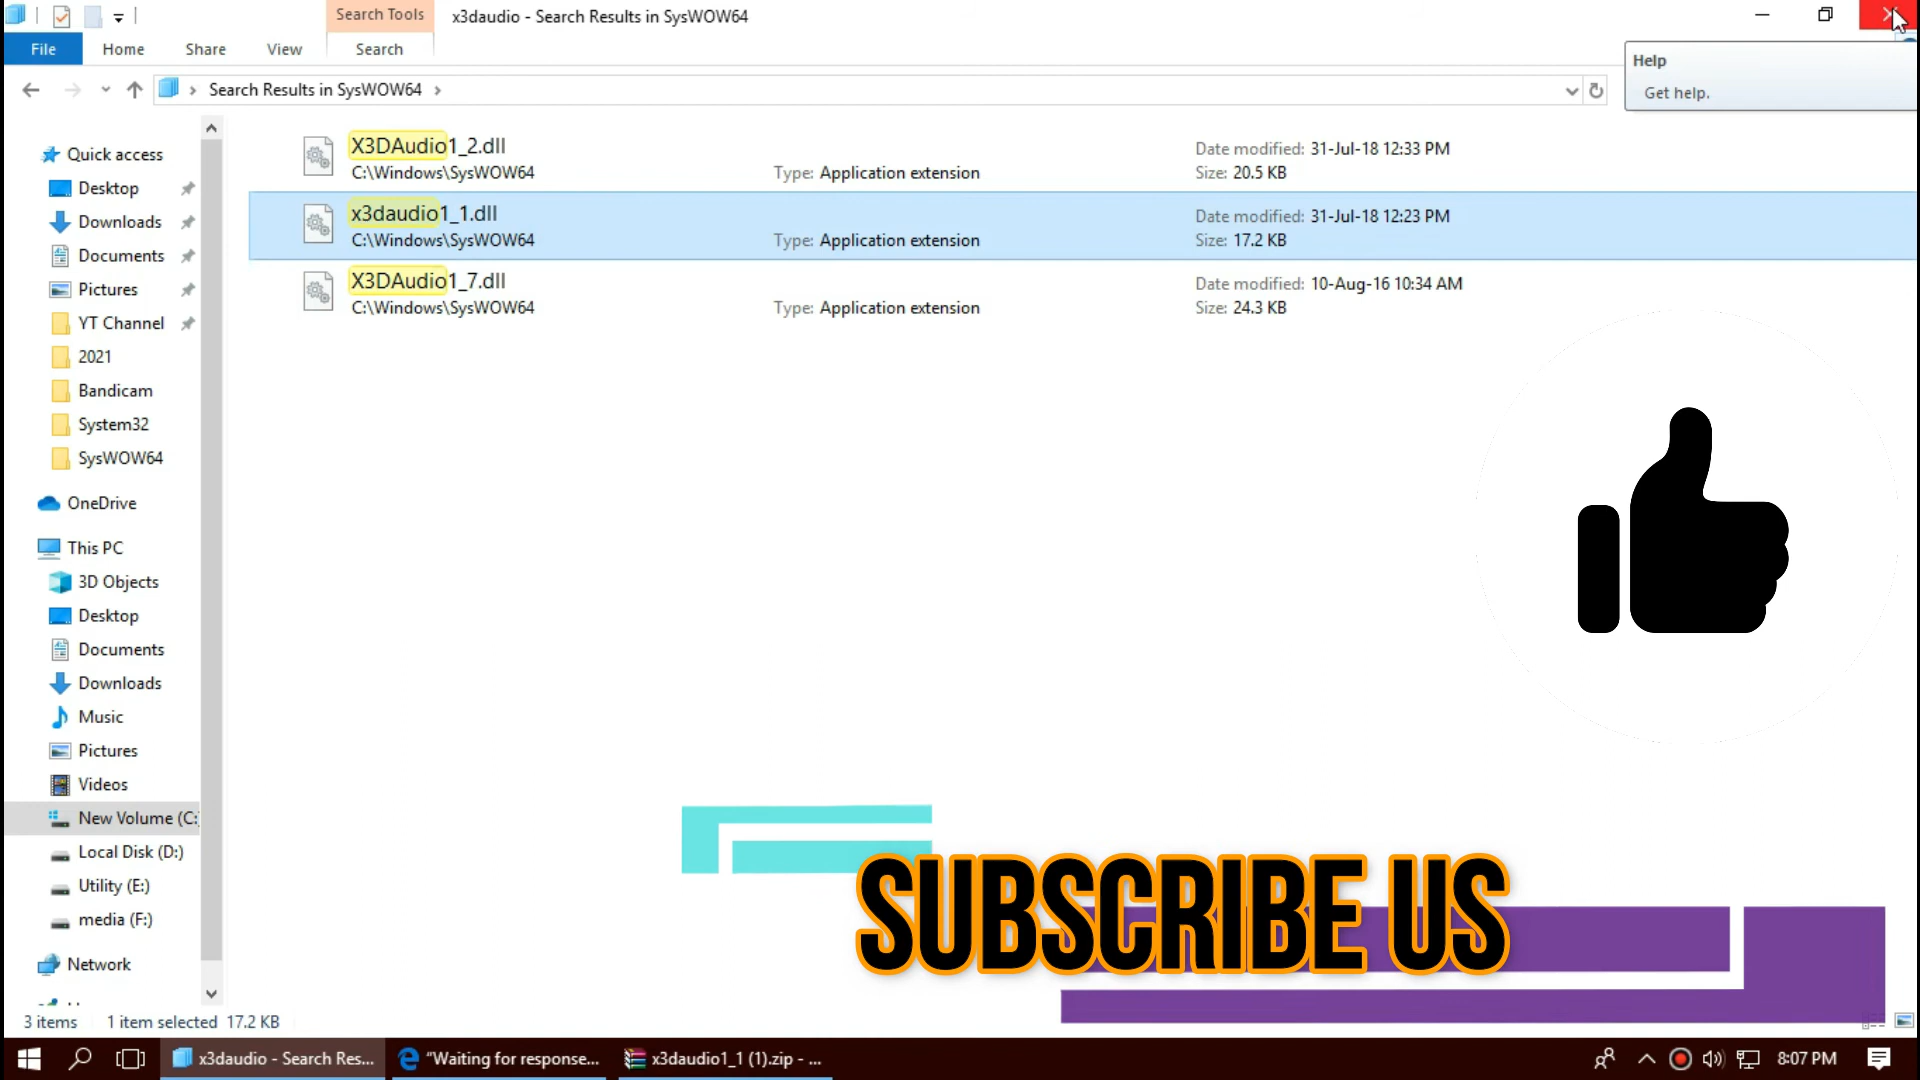 Search Tools
x3daudio - Search Results in SysWOW64
File
Home
Share
View
Search
Help
Get help.
Search Results in SysWOW64
Quick access
Desktop
Downloads
Documents
Pictures
YT Channel
2021
Bandicam
System32
SysWOW64
OneDrive
This PC
3D Objects
Desktop
Documents
Downloads
Music
Pictures
Videos
New Volume (C:
Local Disk (D:)
Utility (E:)
media (F:)
Network
X3DAudio1_2.dll
C:\Windows\SysWOW64
Type: Application extension
Date modified: 31-Jul-18 12:33 PM
Size: 20.5 KB
x3daudio1_1.dll
C:\Windows\SysWOW64
Type: Application extension
Date modified: 31-Jul-18 12:23 PM
Size: 17.2 KB
X3DAudio1_7.dll
C:\Windows\SysWOW64
Type: Application extension
Date modified: 10-Aug-16 10:34 AM
Size: 24.3 KB
SUBSCRIBE US
3 items
1 item selected 17.2 KB
x3daudio - Search Res...
"Waiting for response...
x3daudio1_1 (1).zip - ...
8:07 PM